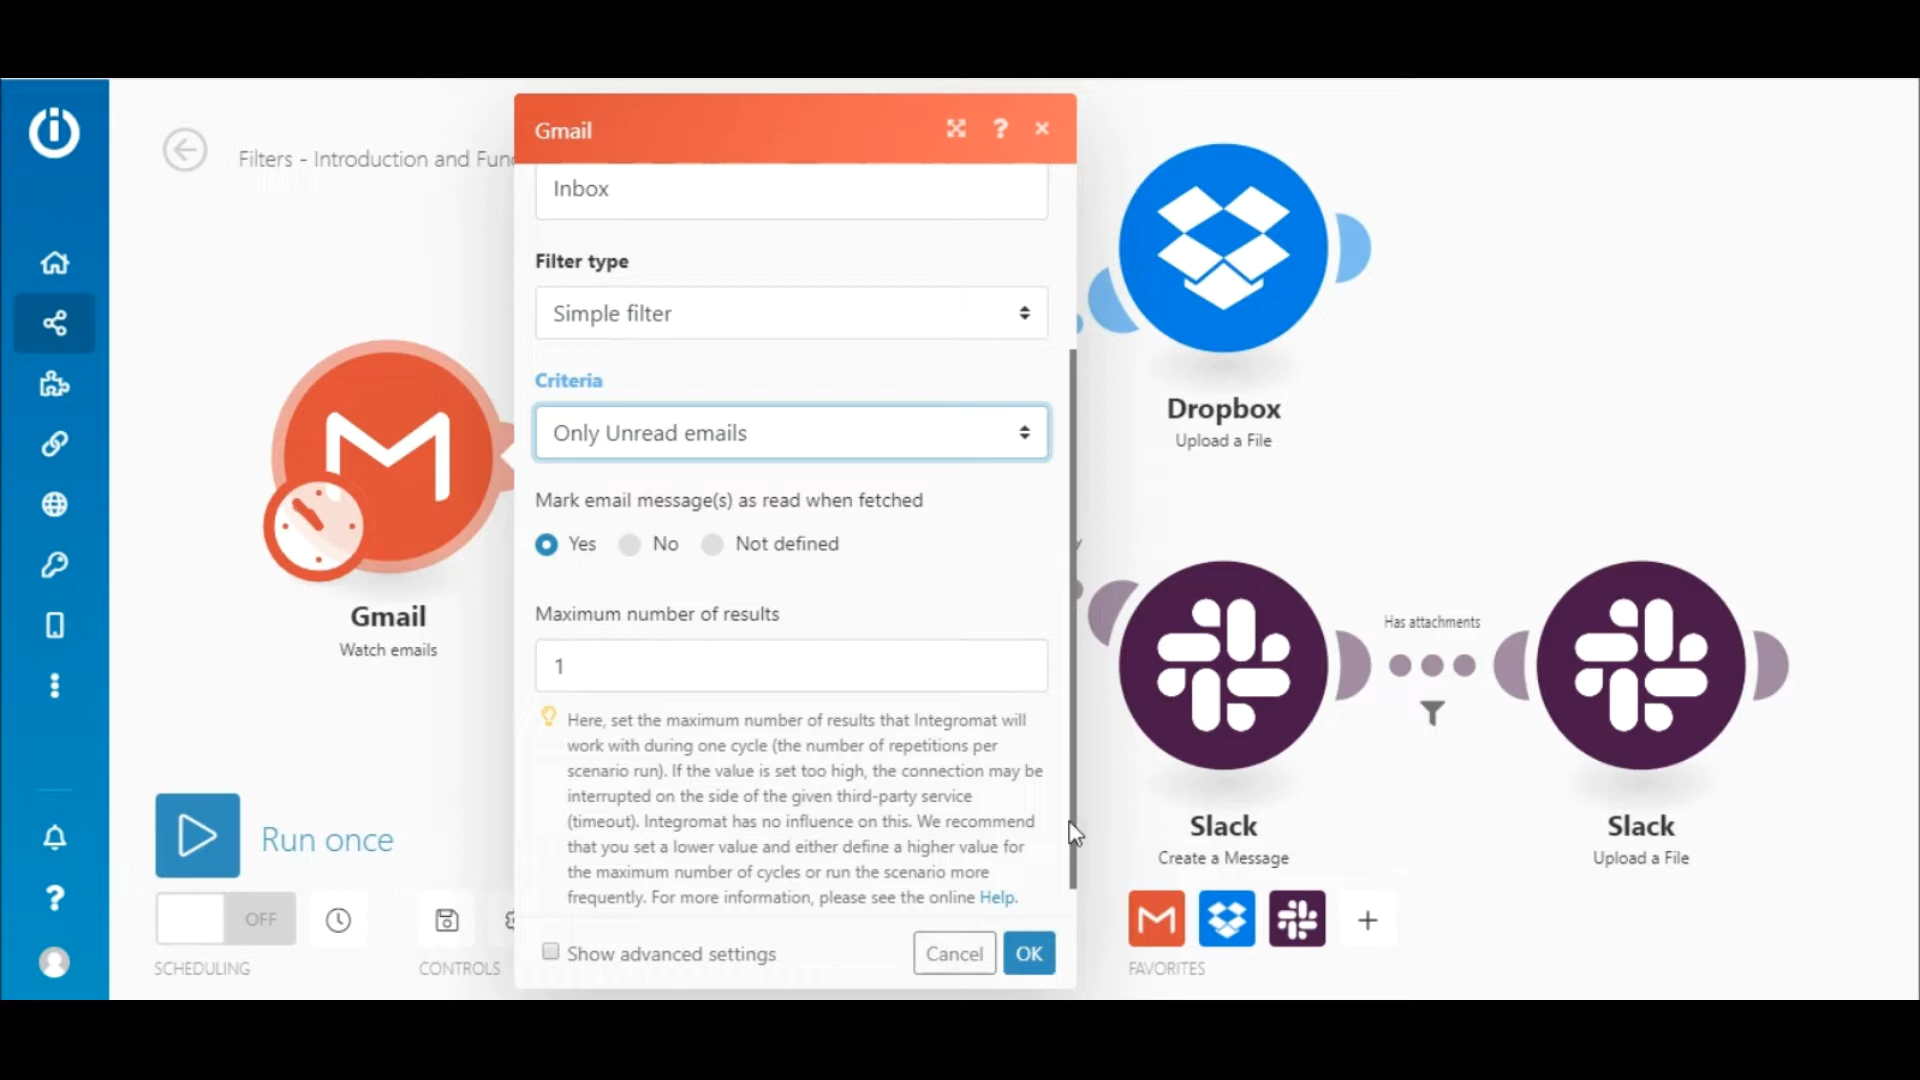 Gmail
Filters - Introduction and Fun
Inbox
Filter type
Simple filter
Criteria
Only Unread emails
Mark email message(s) as read when fetched
Yes No Not defined
Maximum number of results
1
Here, set the maximum number of results that Integromat will
work with during one cycle (the number of repetitions per
scenario run). If the value is set too high, the connection may be
interrupted on the side of the given third-party service
(timeout). Integromat has no influence on this. We recommend
that you set a lower value and either define a higher value for
the maximum number of cycles or run the scenario more
frequently. For more information, please see the online Help.
Show advanced settings
Cancel
OK
Gmail
Watch emails
Dropbox
Upload a File
Has attachments
Slack
Create a Message
Slack
Upload a File
Run once
OFF
SCHEDULING
CONTROLS
FAVORITES